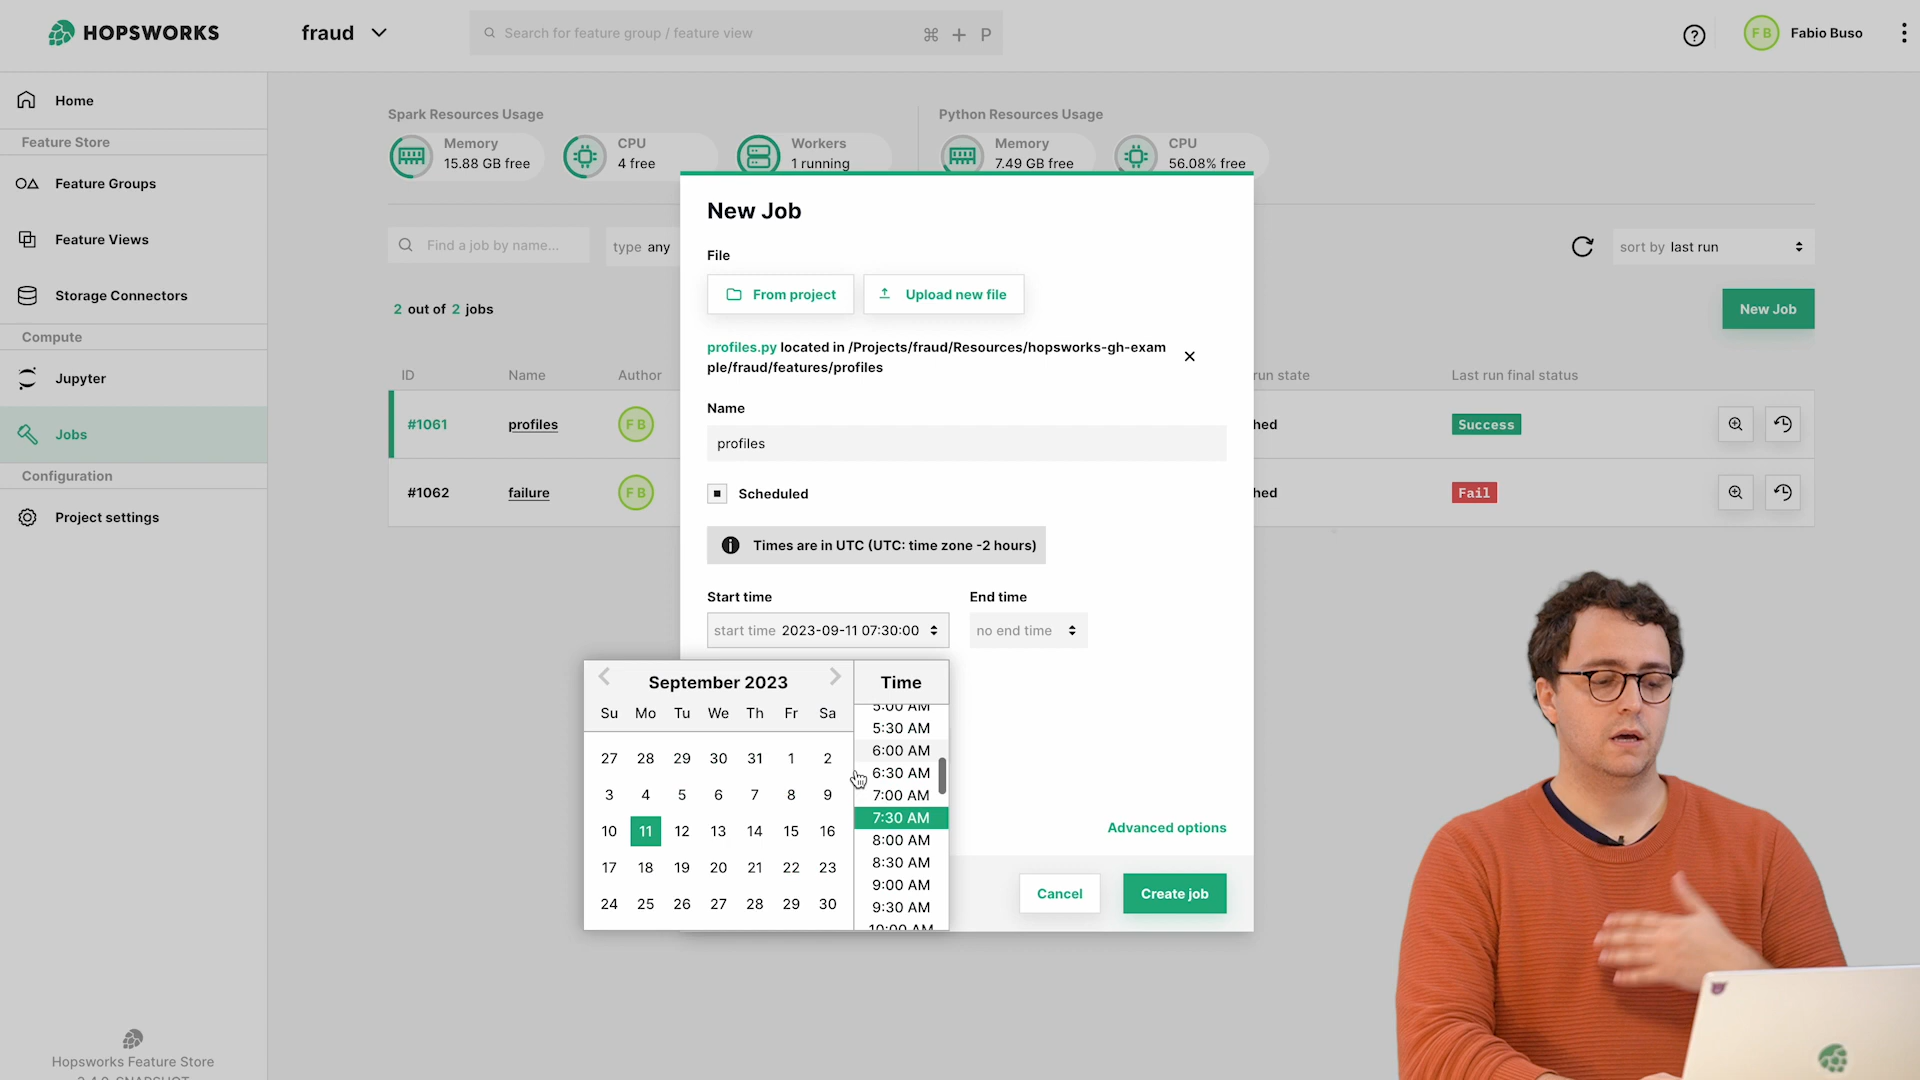 HOPSWORKS
fraud
Search for feature group / feature view
⌘ + P
F B
Fabio Buso
Home
Feature Store
Feature Groups
Feature Views
Storage Connectors
Compute
Jupyter
Jobs
Configuration
Project settings
Hopsworks Feature Store
Spark Resources Usage
Memory
15.88 GB free
CPU
4 free
Workers
1 running
Python Resources Usage
Memory
7.49 GB free
CPU
56.08% free
Find a job by name...
type any
sort by last run
2 out of 2 jobs
New Job
ID Name Author run state Last run final status
#1061 profiles F B hed Success
#1062 failure F B hed Fail
New Job
File
From project
Upload new file
profiles.py located in /Projects/fraud/Resources/hopsworks-gh-exam
ple/fraud/features/profiles
Name
profiles
Scheduled
Times are in UTC (UTC: time zone -2 hours)
Start time
start time 2023-09-11 07:30:00
End time
no end time
September 2023
Su Mo Tu We Th Fr Sa
27 28 29 30 31 1 2
3 4 5 6 7 8 9
10 11 12 13 14 15 16
17 18 19 20 21 22 23
24 25 26 27 28 29 30
Time
5:00 AM
5:30 AM
6:00 AM
6:30 AM
7:00 AM
7:30 AM
8:00 AM
8:30 AM
9:00 AM
9:30 AM
10:00 AM
Advanced options
Cancel
Create job